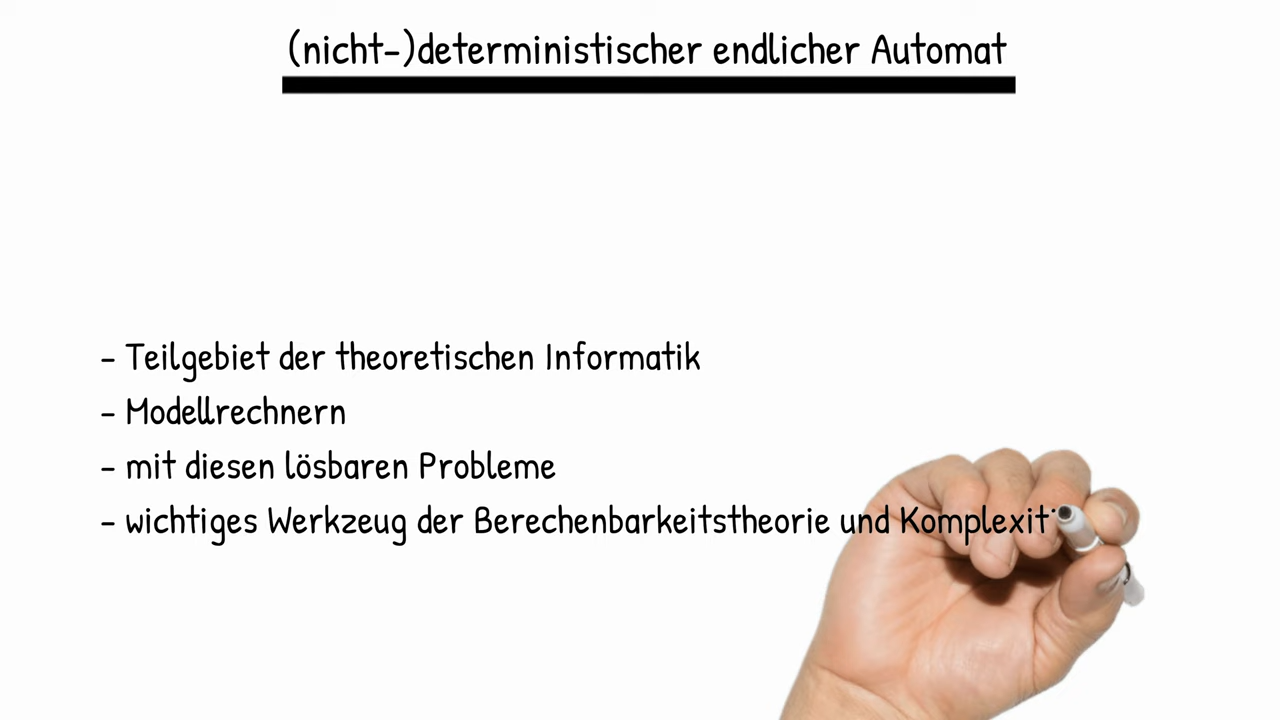 (nicht-)deterministischer endlicher Automat
- Teilgebiet der theoretischen Informatik
- Modellrechnern
- mit diesen lösbaren Probleme
- wichtiges Werkzeug der Berechenbarkeitstheorie und Komplexit